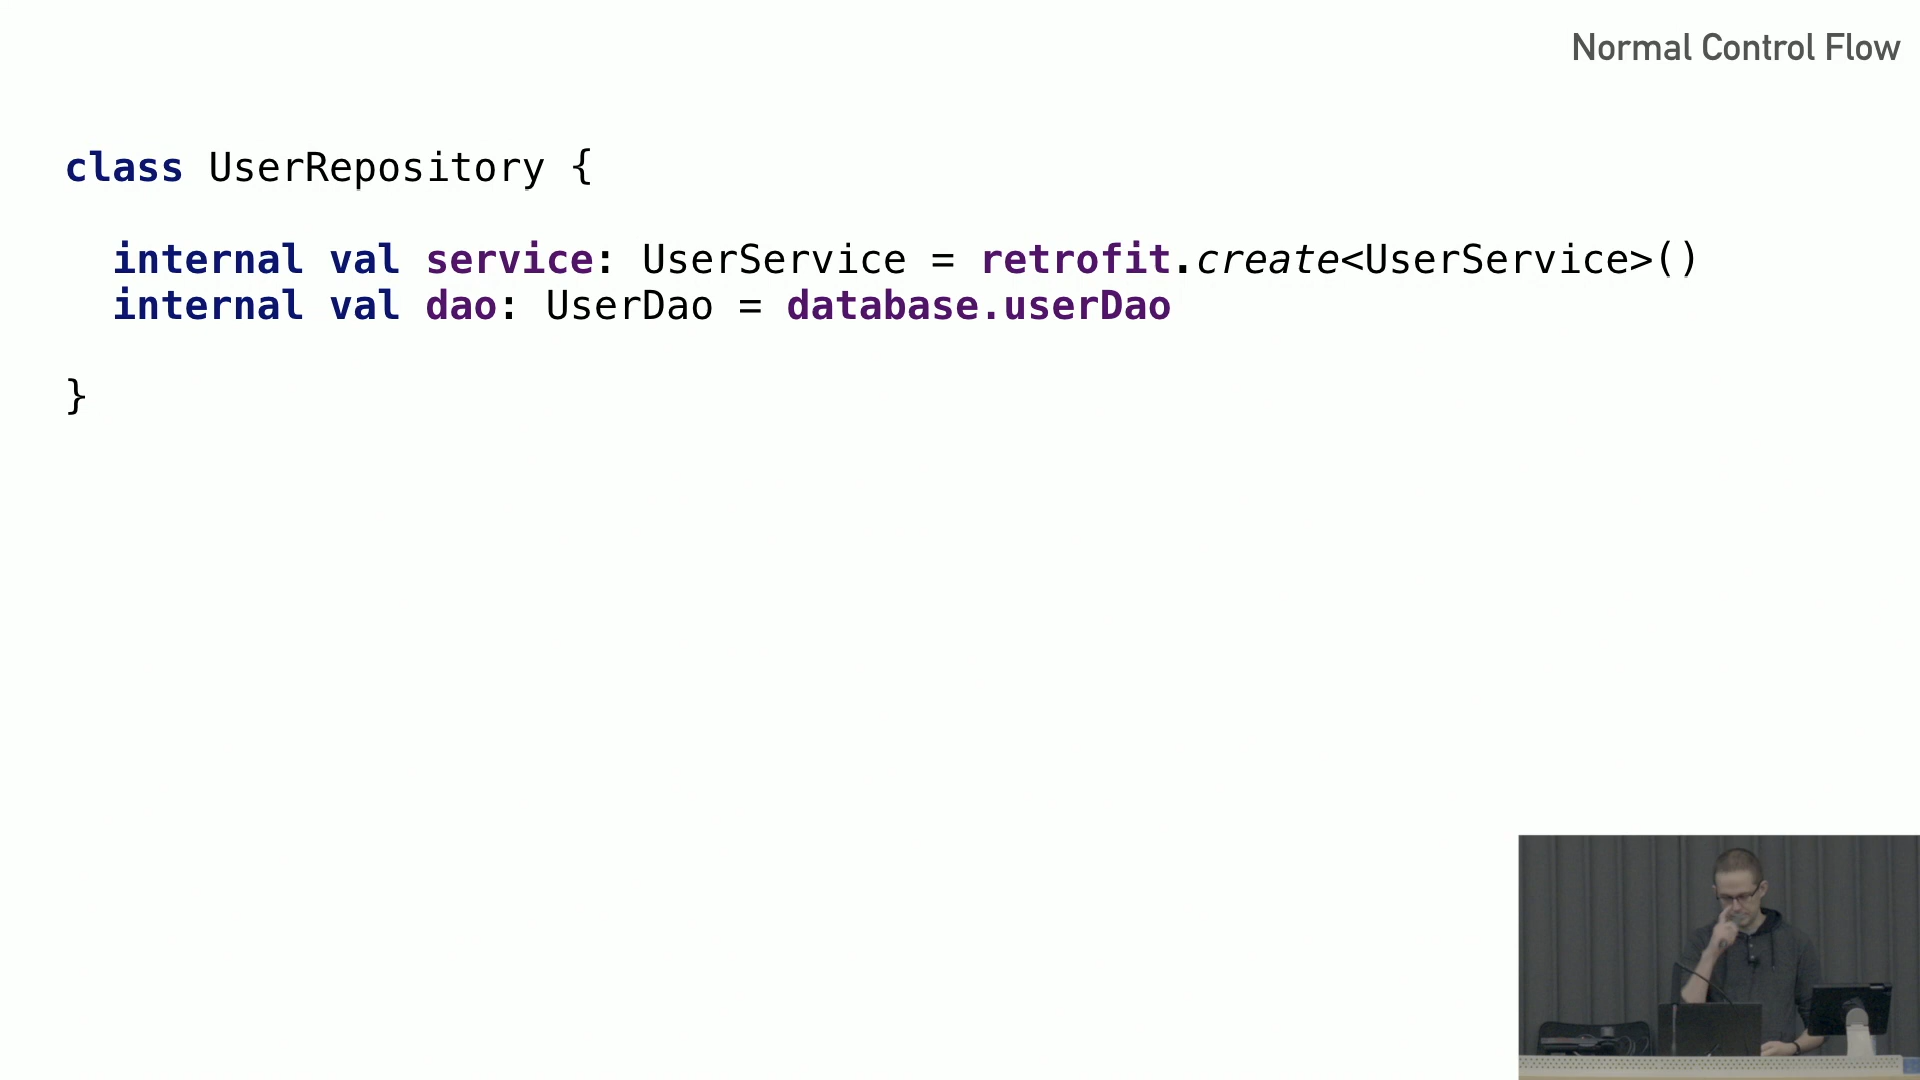 Normal Control Flow
class UserRepository {
internal val service: UserService = retrofit.create<UserService>()
internal val dao: UserDao = database.userDao
}